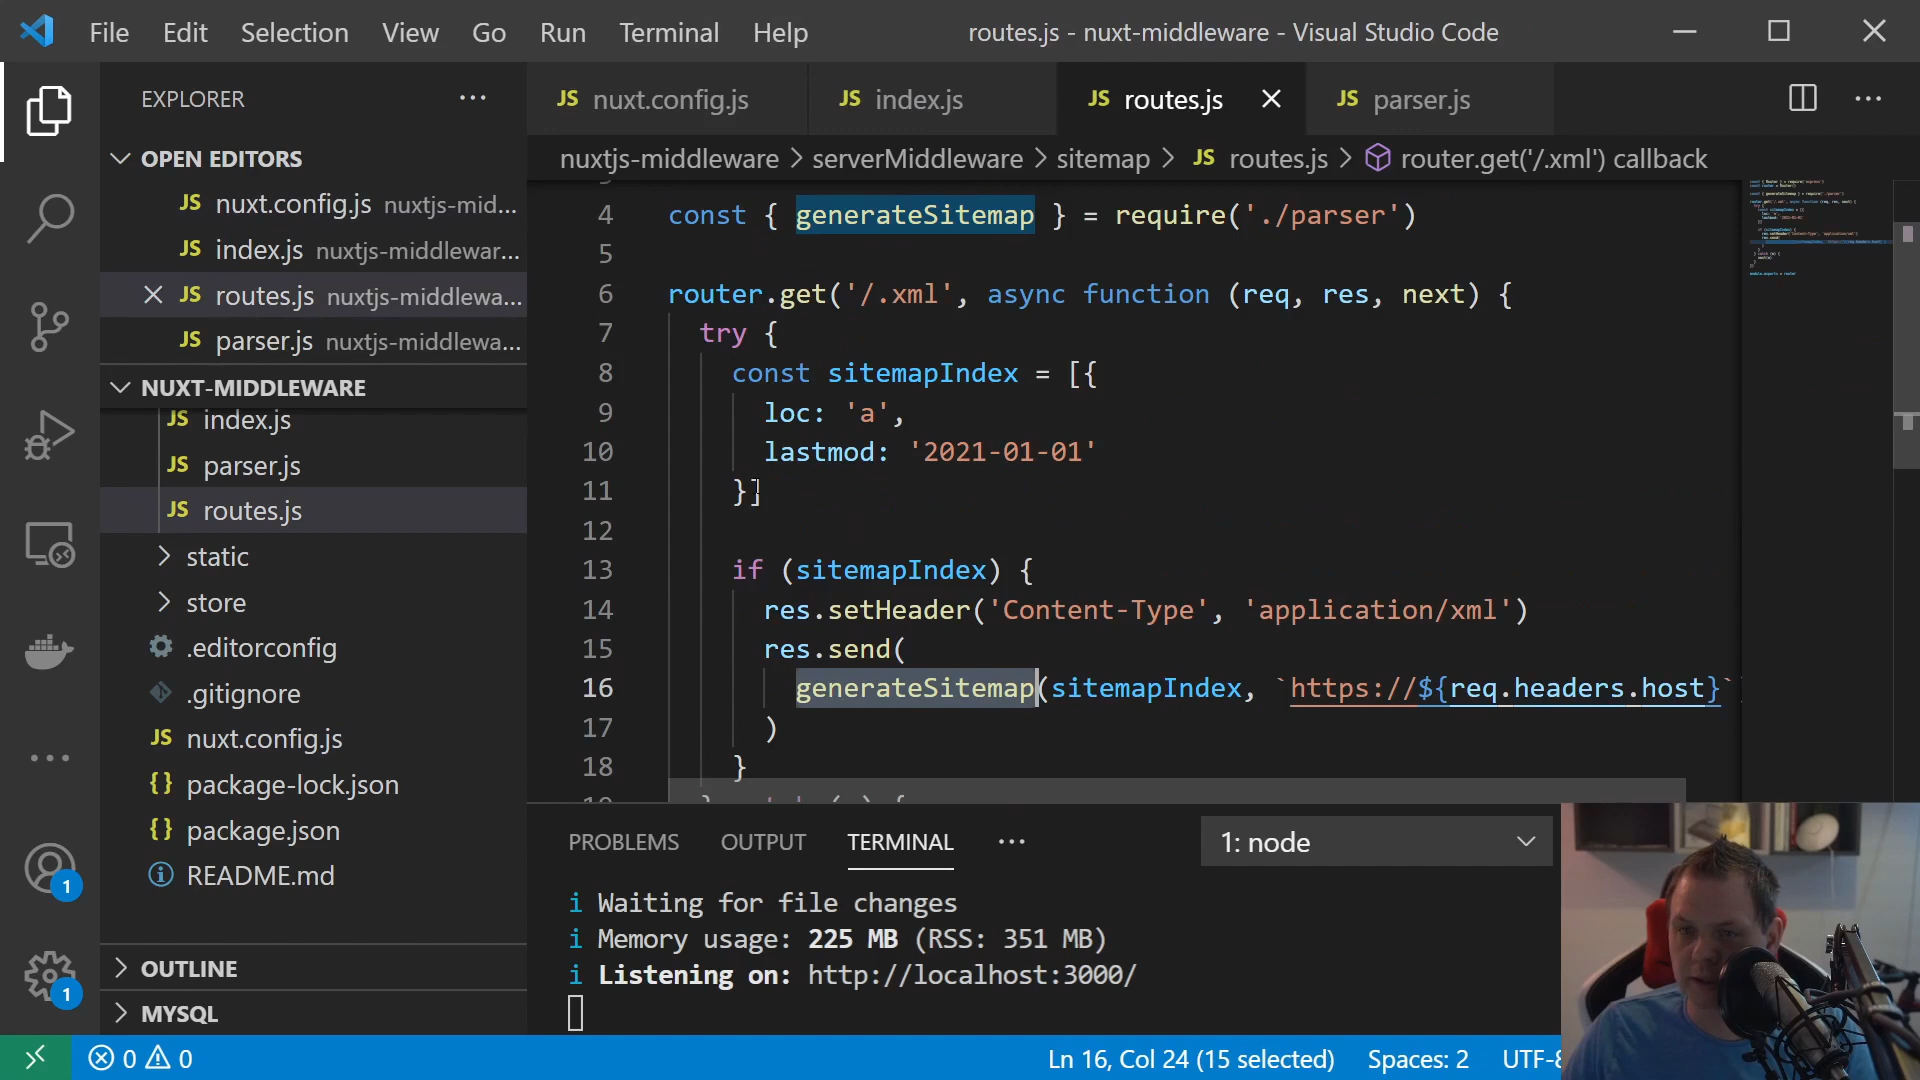 File Edit Selection View Go Run Terminal Help routes.js - nuxt-middleware - Visual Studio Code
EXPLORER ...
OPEN EDITORS
JS nuxt.config.js nuxtjs-mid...
JS index.js nuxtjs-middlewar...
JS routes.js nuxtjs-middlewa...
JS parser.js nuxtjs-middlewa...
NUXT-MIDDLEWARE
JS index.js
JS parser.js
JS routes.js
static
store
.editorconfig
.gitignore
JS nuxt.config.js
{} package-lock.json
{} package.json
README.md
OUTLINE
MYSQL
1
1
JS nuxt.config.js JS index.js JS routes.js JS parser.js
nuxtjs-middleware > serverMiddleware > sitemap > JS routes.js > router.get('/.xml') callback
4 const { generateSitemap } = require('./parser')
5
6 router.get('/.xml', async function (req, res, next) {
7 try {
8 const sitemapIndex = [{
9 loc: 'a',
10 lastmod: '2021-01-01'
11 }]
12
13 if (sitemapIndex) {
14 res.setHeader('Content-Type', 'application/xml')
15 res.send(
16 generateSitemap(sitemapIndex, `https://${req.headers.host}`
17 )
18 }
PROBLEMS OUTPUT TERMINAL ... 1: node
i Waiting for file changes
i Memory usage: 225 MB (RSS: 351 MB)
i Listening on: http://localhost:3000/
0 0 Ln 16, Col 24 (15 selected) Spaces: 2 UTF-8